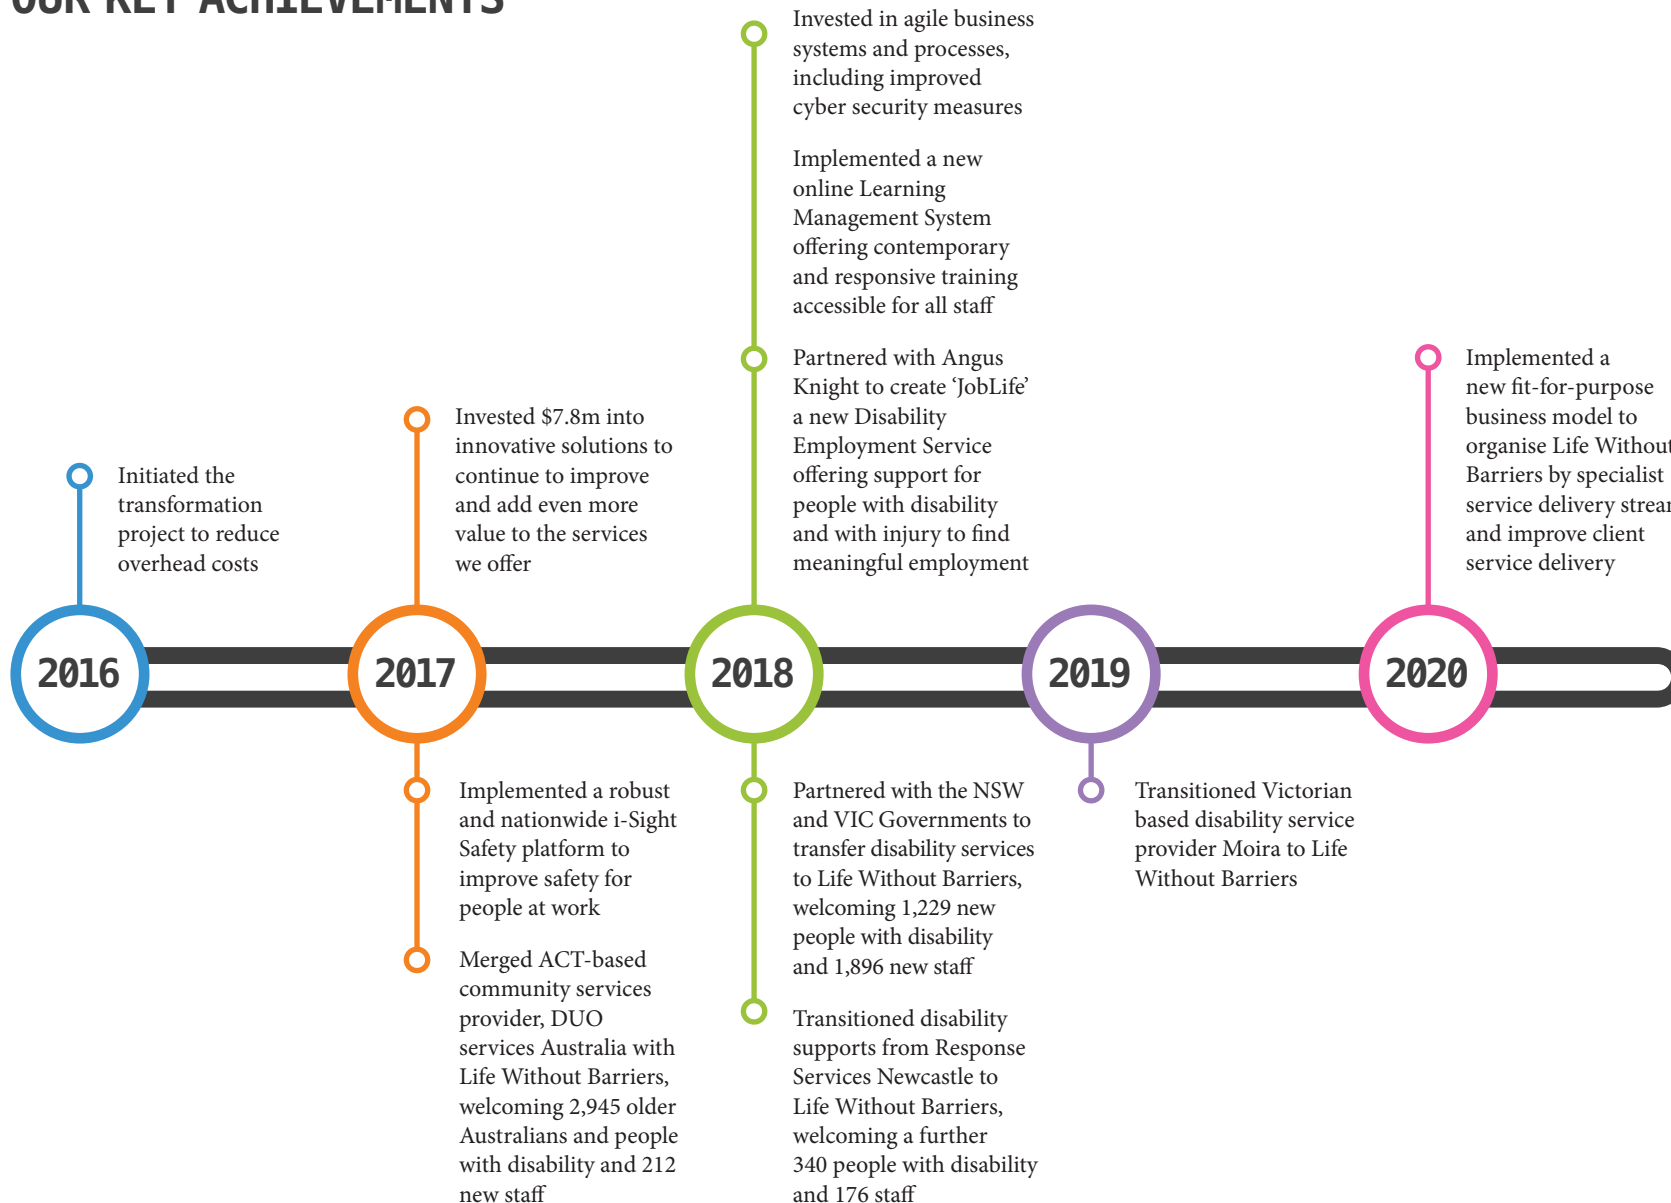 OUR KEY ACHIEVEMENTS
Initiated the
transformation
project to reduce
overhead costs
Invested $7.8m into
innovative solutions to
continue to improve
and add even more
value to the services
we offer
Invested in agile business
systems and processes,
including improved
cyber security measures
Implemented a new
online Learning
Management System
offering contemporary
and responsive training
accessible for all staff
Partnered with Angus
Knight to create ‘JobLife’
a new Disability
Employment Service
offering support for
people with disability
and with injury to find
meaningful employment
Implemented a
new fit-for-purpose
business model to
organise Life Without
Barriers by specialist
service delivery
and improve client
service delivery
2016
2017
2018
2019
2020
Implemented a robust
and nationwide i-Sight
Safety platform to
improve safety for
people at work
Merged ACT-based
community services
provider, DUO
services Australia with
Life Without Barriers,
welcoming 2,945 older
Australians and people
with disability and 212
new staff
Partnered with the NSW
and VIC Governments to
transfer disability services
to Life Without Barriers,
welcoming 1,229 new
people with disability
and 1,896 new staff
Transitioned disability
supports from Response
Services Newcastle to
Life Without Barriers,
welcoming a further
340 people with disability
and 176 staff
Transitioned Victorian
based disability service
provider Moira to Life
Without Barriers